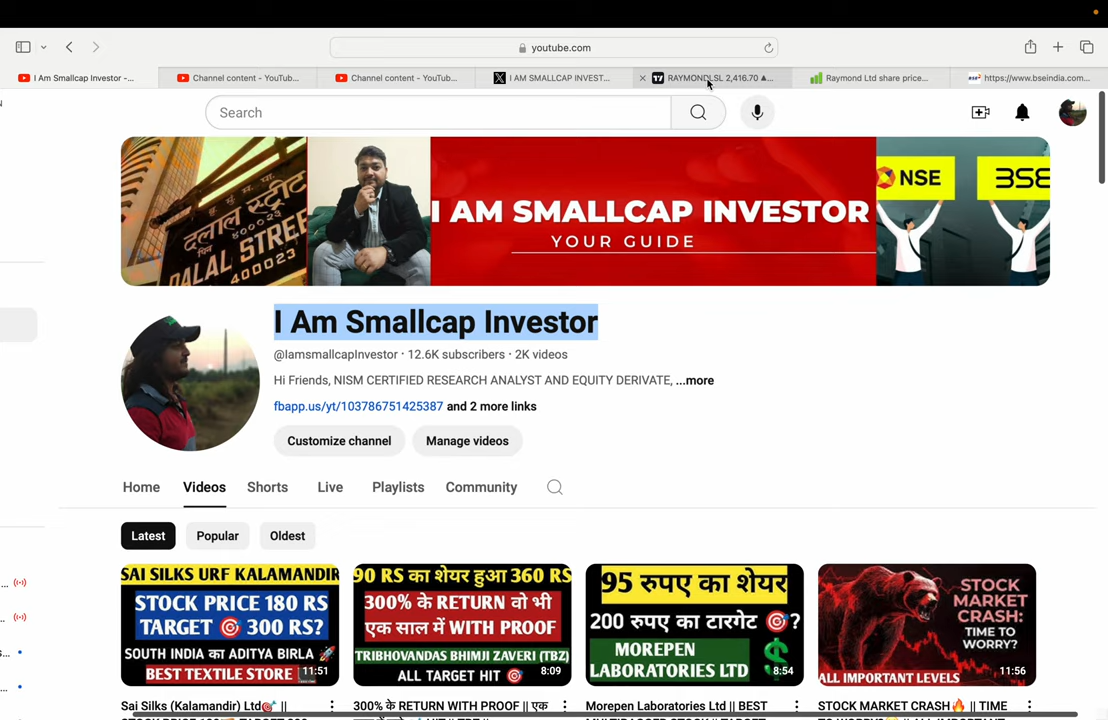 youtube.com
I Am Smallcap Investor -...
Channel content - YouTub...
Channel content - YouTub...
I AM SMALLCAP INVEST...
RAYMONDLSL 2,416.70 ▲...
Raymond Ltd share price...
https://www.bseindia.com...
Search
दलाल स्ट्रीट
४०००२३
DALAL STREET
400023
I AM SMALLCAP INVESTOR
YOUR GUIDE
NSE
BSE
I Am Smallcap Investor
@IamsmallcapInvestor · 12.6K subscribers · 2K videos
Hi Friends, NISM CERTIFIED RESEARCH ANALYST AND EQUITY DERIVATE, ...more
fbapp.us/yt/103786751425387 and 2 more links
Customize channel
Manage videos
Home
Videos
Shorts
Live
Playlists
Community
Latest
Popular
Oldest
SAI SILKS URF KALAMANDIR
STOCK PRICE 180 RS
TARGET 🎯 300 RS?
SOUTH INDIA का ADITYA BIRLA 🚀
BEST TEXTILE STORE
11:51
90 RS का शेयर हुआ 360 RS
300% के RETURN वो भी
एक साल में WITH PROOF
TRIBHOVANDAS BHIMJI ZAVERI (TBZ)
ALL TARGET HIT 🎯
8:09
95 रुपए का शेयर
200 रुपए का टारगेट 🎯?
MOREPEN
LABORATORIES LTD
8:54
STOCK
MARKET
CRASH:
TIME TO
WORRY?
ALL IMPORTANT LEVELS
11:56
Sai Silks (Kalamandir) Ltd🎯 ||
300% के RETURN WITH PROOF || एक
Morepen Laboratories Ltd || BEST
STOCK MARKET CRASH🔥 || TIME